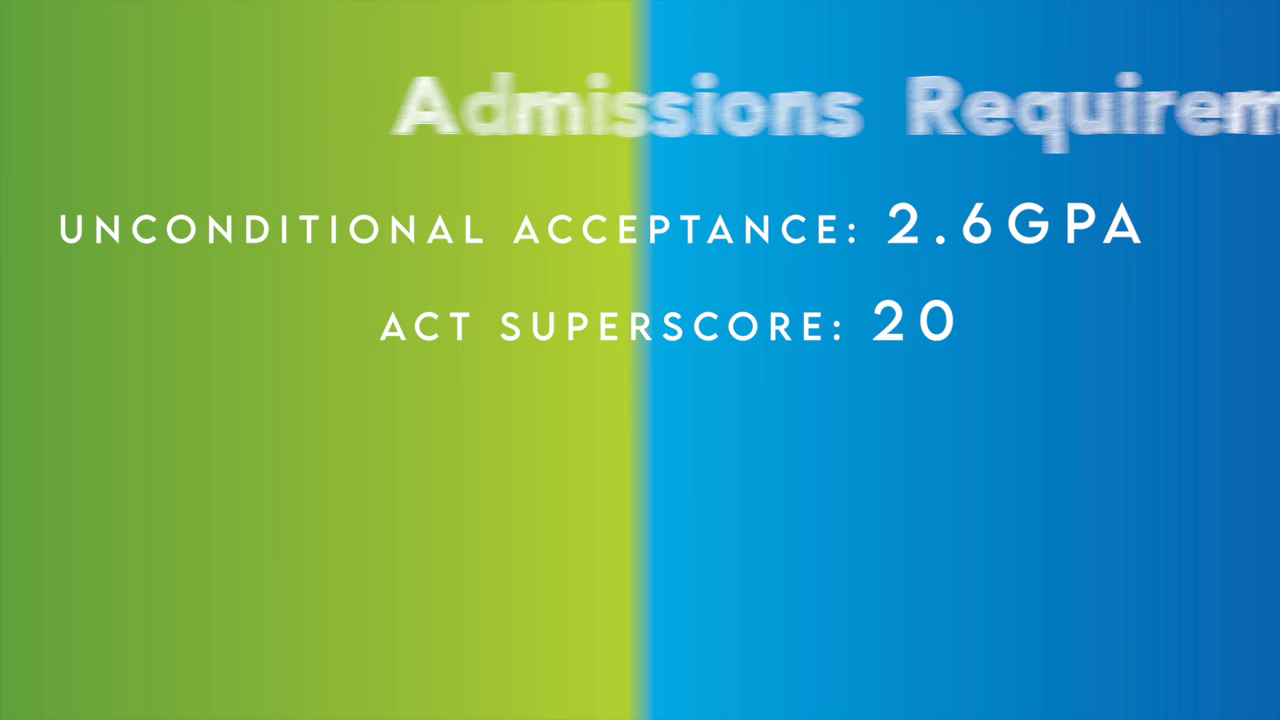 Admissions Requirem
UNCONDITIONAL ACCEPTANCE: 2.6GPA
ACT SUPERSCORE: 20